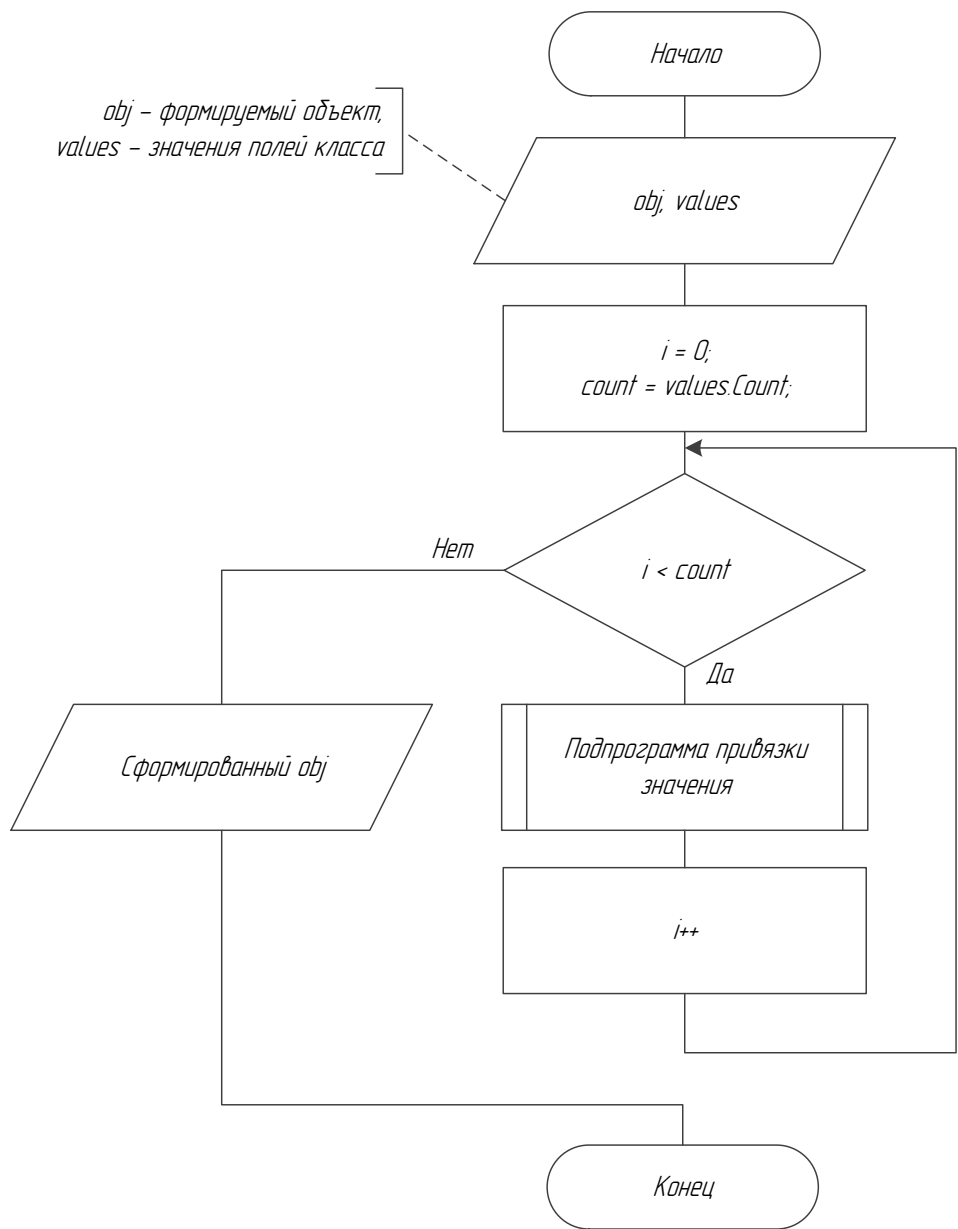 Начало
obj – формируемый объект,
values – значения полей класса
obj, values
i = 0;
count = values.Count;
Нет
i < count
Да
Сформированный obj
Подпрограмма привязки
значения
i++
Конец